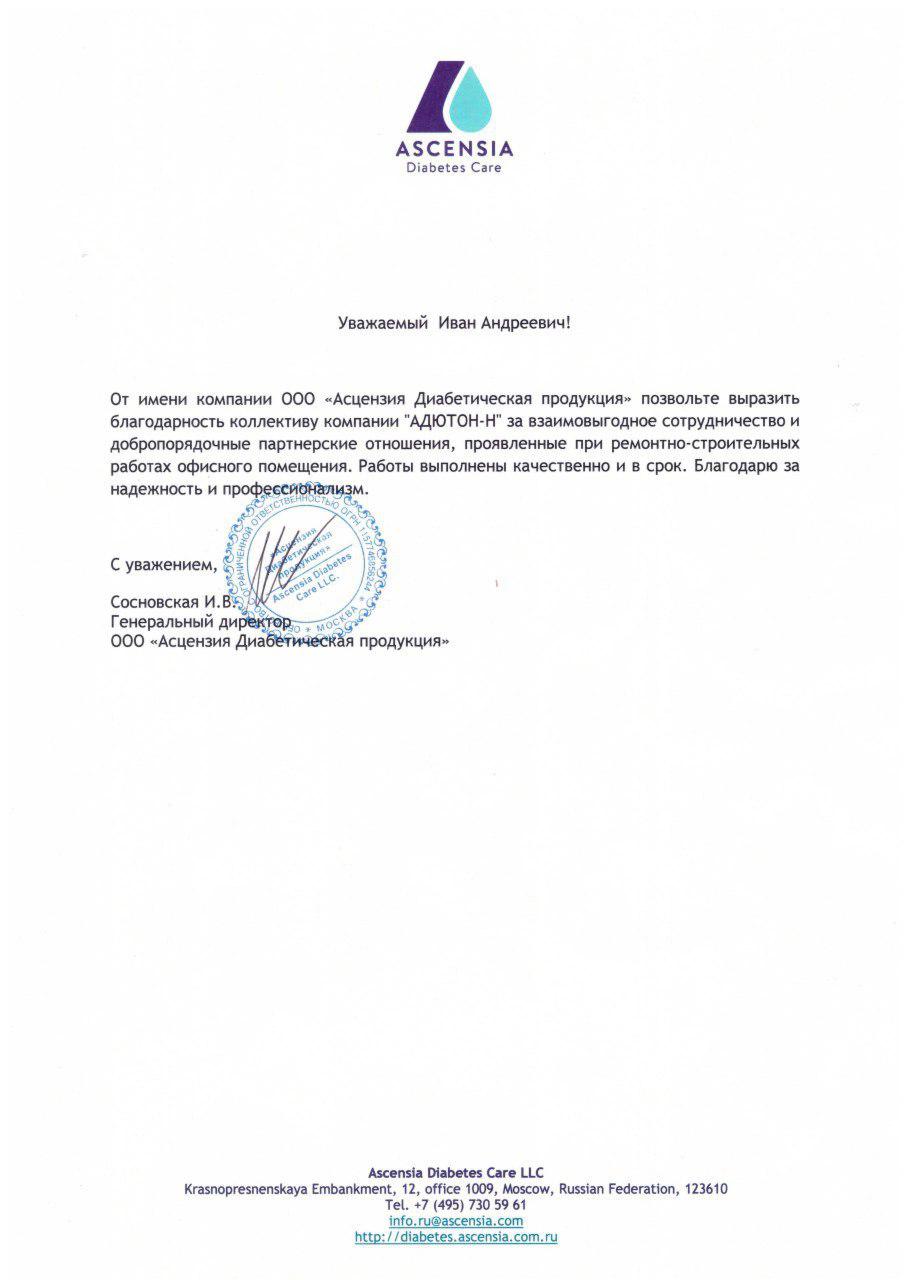 ASCENSIA
Diabetes Care
Уважаемый Иван Андреевич!
От имени компании ООО «Асцензия Диабетическая продукция» позвольте выразить
благодарность коллективу компании "АДЮТОН-Н" за взаимовыгодное сотрудничество и
добропорядочные партнерские отношения, проявленные при ремонтно-строительных
работах офисного помещения. Работы выполнены качественно и в срок. Благодарю за
надежность и профессионализм.
С уважением,
Сосновская И.В.
Генеральный директор
ООО «Асцензия Диабетическая продукция»
ОБЩЕСТВО С ОГРАНИЧЕННОЙ ОТВЕТСТВЕННОСТЬЮ ОГРН 1157746856244
* МОСКВА *
«Асцензия
Диабетическая
продукция»
Ascensia Diabetes
Care LLC.
Ascensia Diabetes Care LLC
Krasnopresnenskaya Embankment, 12, office 1009, Moscow, Russian Federation, 123610
Tel. +7 (495) 730 59 61
info.ru@ascensia.com
http://diabetes.ascensia.com.ru